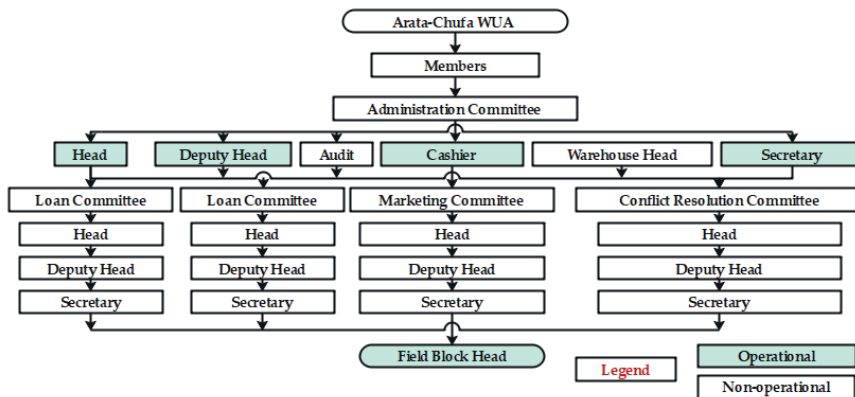 Arata-Chufa WUA
Members
Administration Committee
Head Deputy Head Audit Cashier Warehouse Head Secretary
Loan Committee Loan Committee Marketing Committee Conflict Resolution Committee
Head Head Head Head
Deputy Head Deputy Head Deputy Head Deputy Head
Secretary Secretary Secretary Secretary
Field Block Head
Legend
Operational
Non-operational